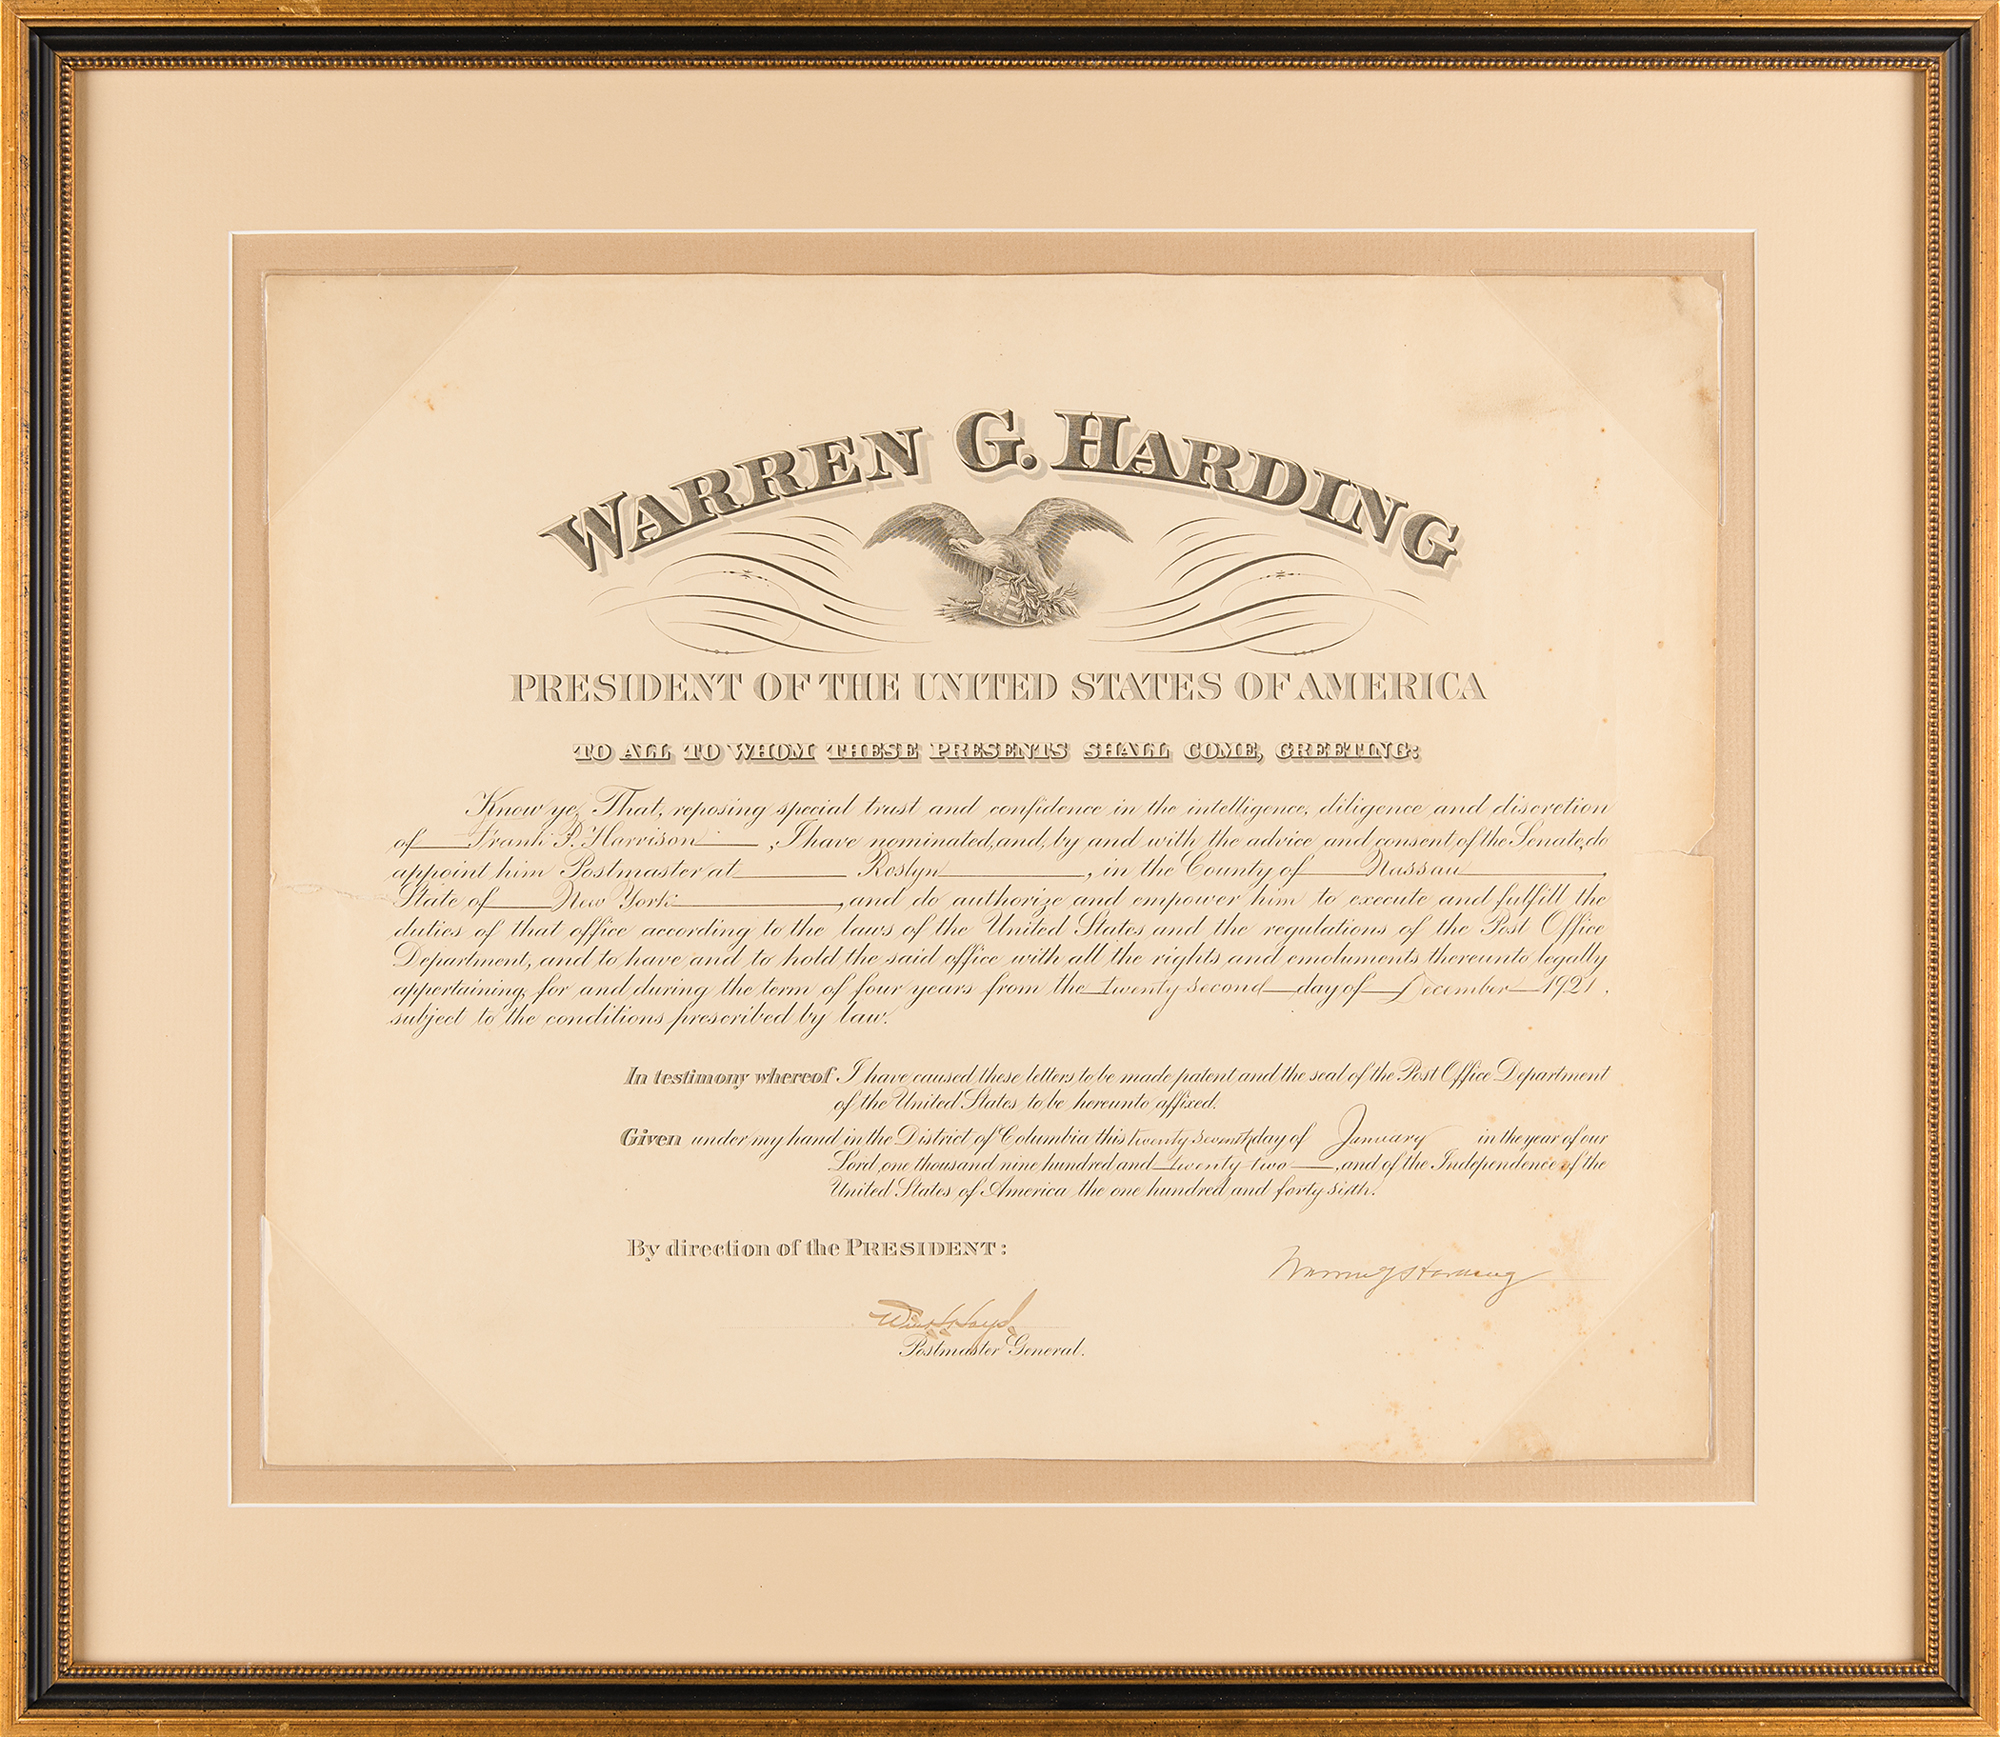 WARREN G. HARDING
PRESIDENT OF THE UNITED STATES OF AMERICA
TO ALL TO WHOM THESE PRESENTS SHALL COME, GREETING:
Know ye, That, reposing special trust and confidence in the intelligence, diligence and discretion
of Frank P. Harrison, I have nominated, and, by and with the advice and consent of the Senate, do
appoint him Postmaster at Roslyn, in the County of Nassau,
State of New York, and do authorize and empower him to execute and fulfill the
duties of that office according to the laws of the United States and the regulations of the Post Office
Department, and to have and to hold the said office with all the rights and emoluments thereunto legally
appertaining, for and during the term of four years from the twenty second day of December 1921,
subject to the conditions prescribed by law.
In testimony whereof I have caused these letters to be made patent and the seal of the Post Office Department
of the United States to be hereunto affixed.
Given under my hand in the District of Columbia this twenty seventh day of January in the year of our
Lord one thousand nine hundred and twenty two, and of the Independence of the
United States of America the one hundred and forty sixth.
By direction of the PRESIDENT:
Warren G Harding
Will H Hays
Postmaster General.